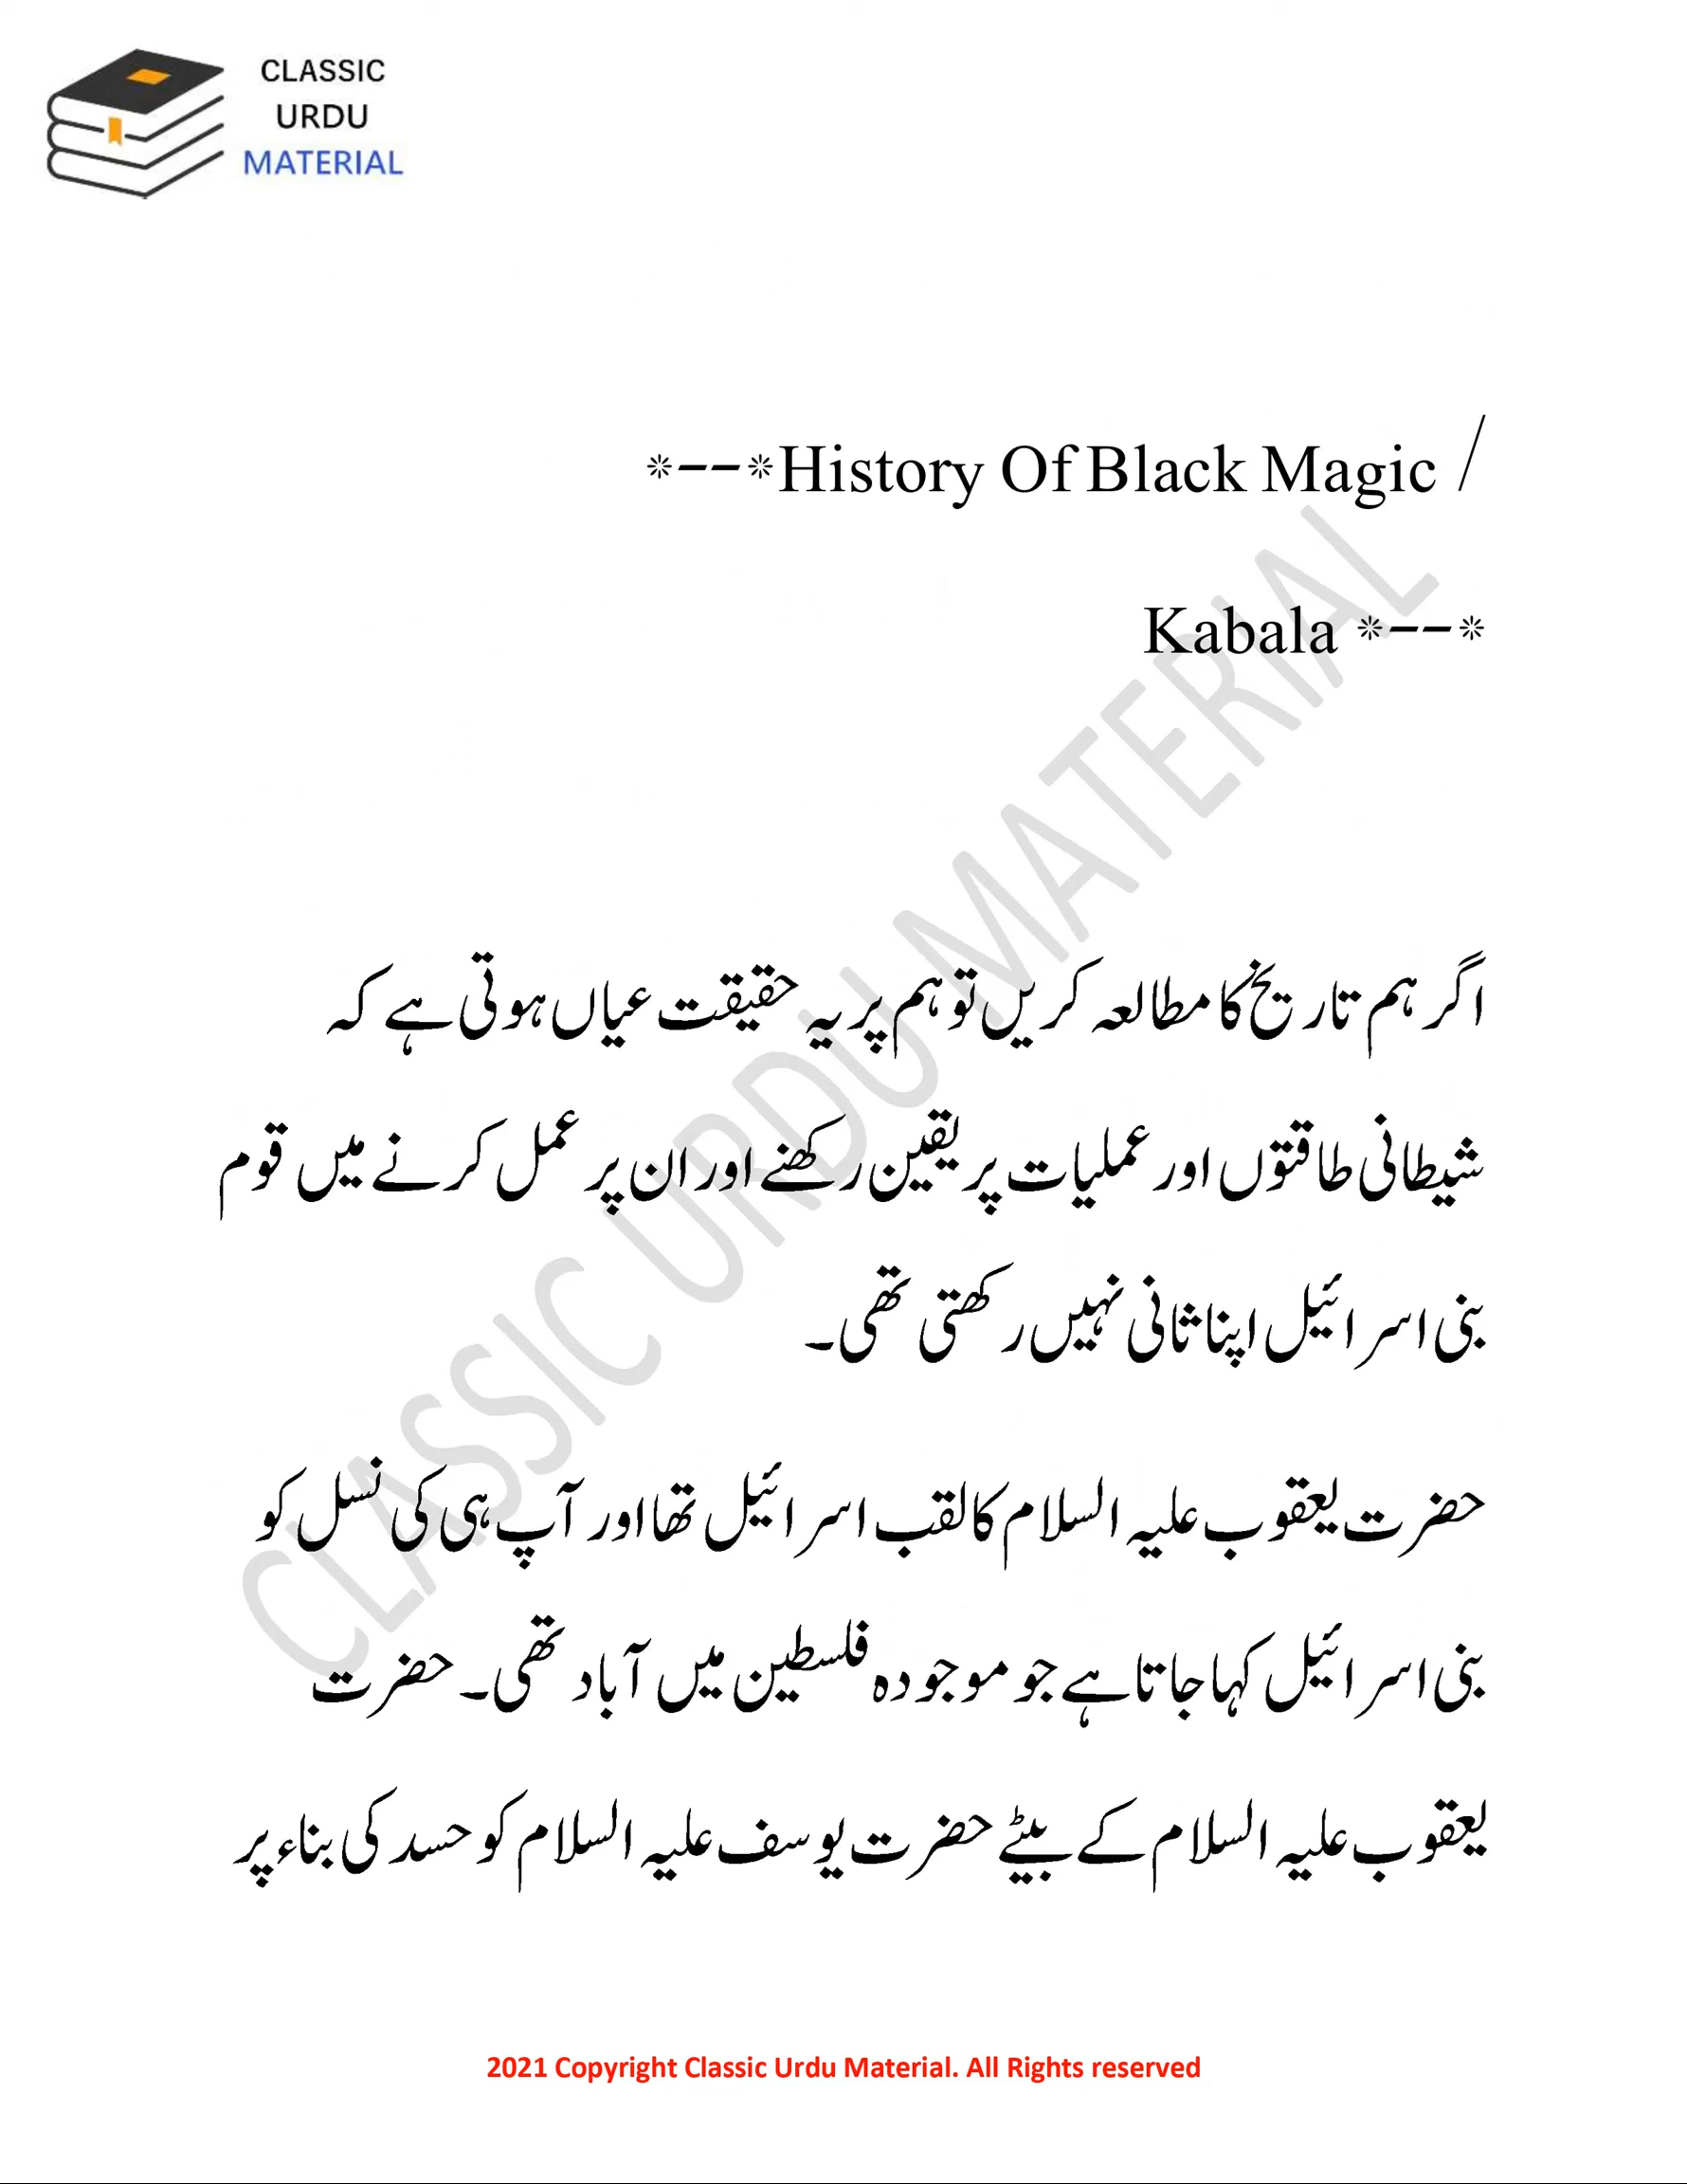 CLASSIC
URDU
MATERIAL
*---*History Of Black Magic /
Kabala *---*
اگر ہم تاریخ کا مطالعہ کریں تو ہم پر یہ حقیقت عیاں ہوتی ہے کہ
شیطانی طاقتوں اور عملیات پر یقین رکھنے اور ان پر عمل کرنے میں قوم
بنی اسرائیل اپنا ثانی نہیں رکھتی تھی۔
حضرت یعقوب علیہ السلام کا لقب اسرائیل تھا اور آپ ہی کی نسل کو
بنی اسرائیل کہا جاتا ہے جو موجودہ فلسطین میں آباد تھی۔ حضرت
یعقوب علیہ السلام کے بیٹے حضرت یوسف علیہ السلام کو حسد کی بناء پر
CLASSIC URDU MATERIAL
2021 Copyright Classic Urdu Material. All Rights reserved